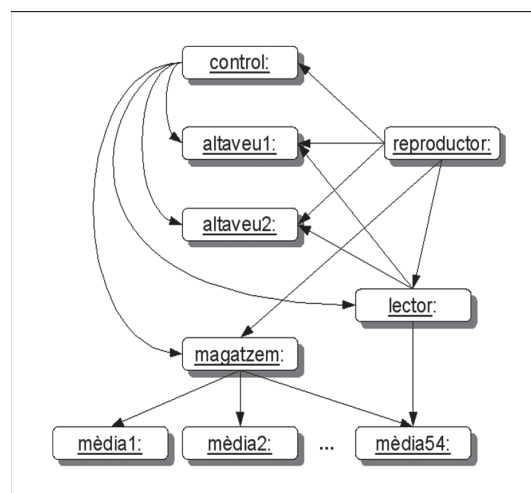 control:
altaveu1:
reproductor:
altaveu2:
lector:
magatzem:
mèdia1:
mèdia2:
...
mèdia54: